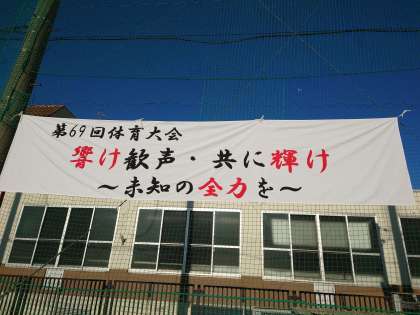 第69回体育大会
響け歓声・共に輝け
～未知の全力を～